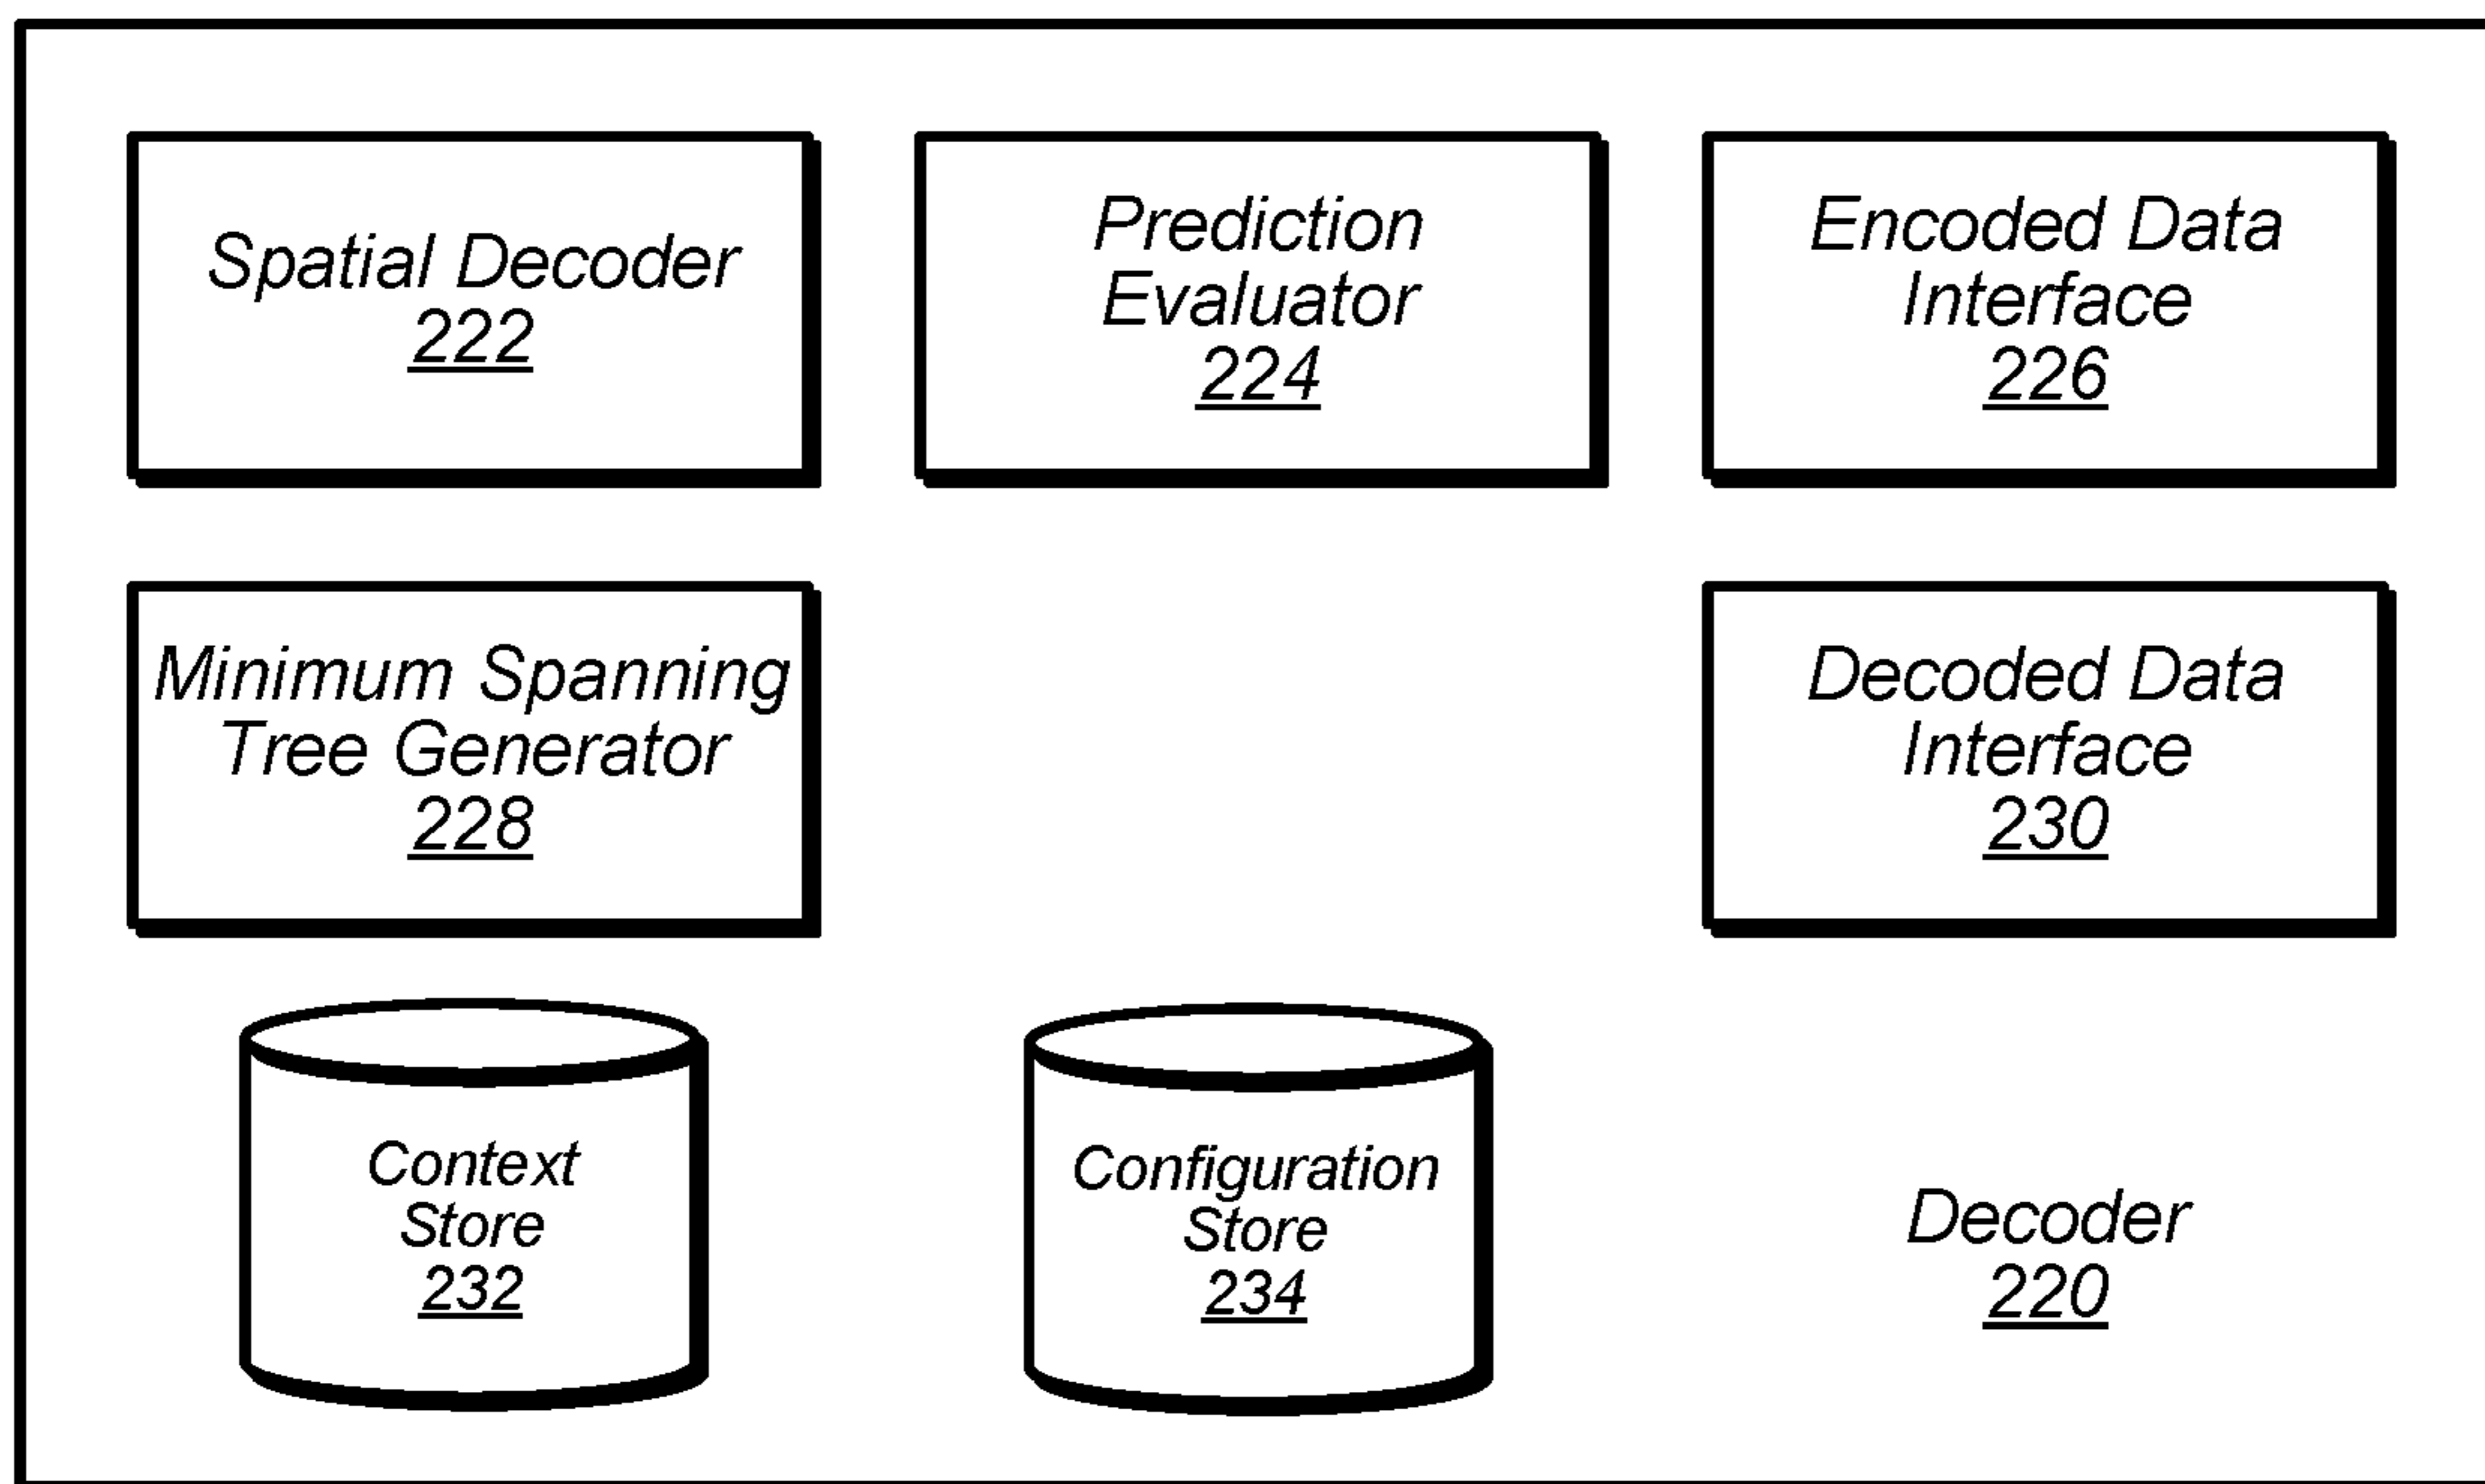 Spatial Decoder
222
Prediction
Evaluator
224
Encoded Data
Interface
226
Minimum Spanning
Tree Generator
228
Decoded Data
Interface
230
Context
Store
232
Configuration
Store
234
Decoder
220